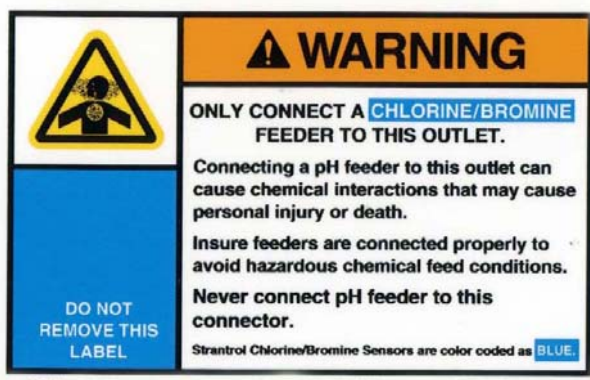 WARNING
ONLY CONNECT A CHLORINE/BROMINE
FEEDER TO THIS OUTLET.
Connecting a pH feeder to this outlet can
cause chemical interactions that may cause
personal injury or death.
Insure feeders are connected properly to
avoid hazardous chemical feed conditions.
Never connect pH feeder to this
connector.
Strantrol Chlorine/Bromine Sensors are color coded as BLUE.
DO NOT
REMOVE THIS
LABEL